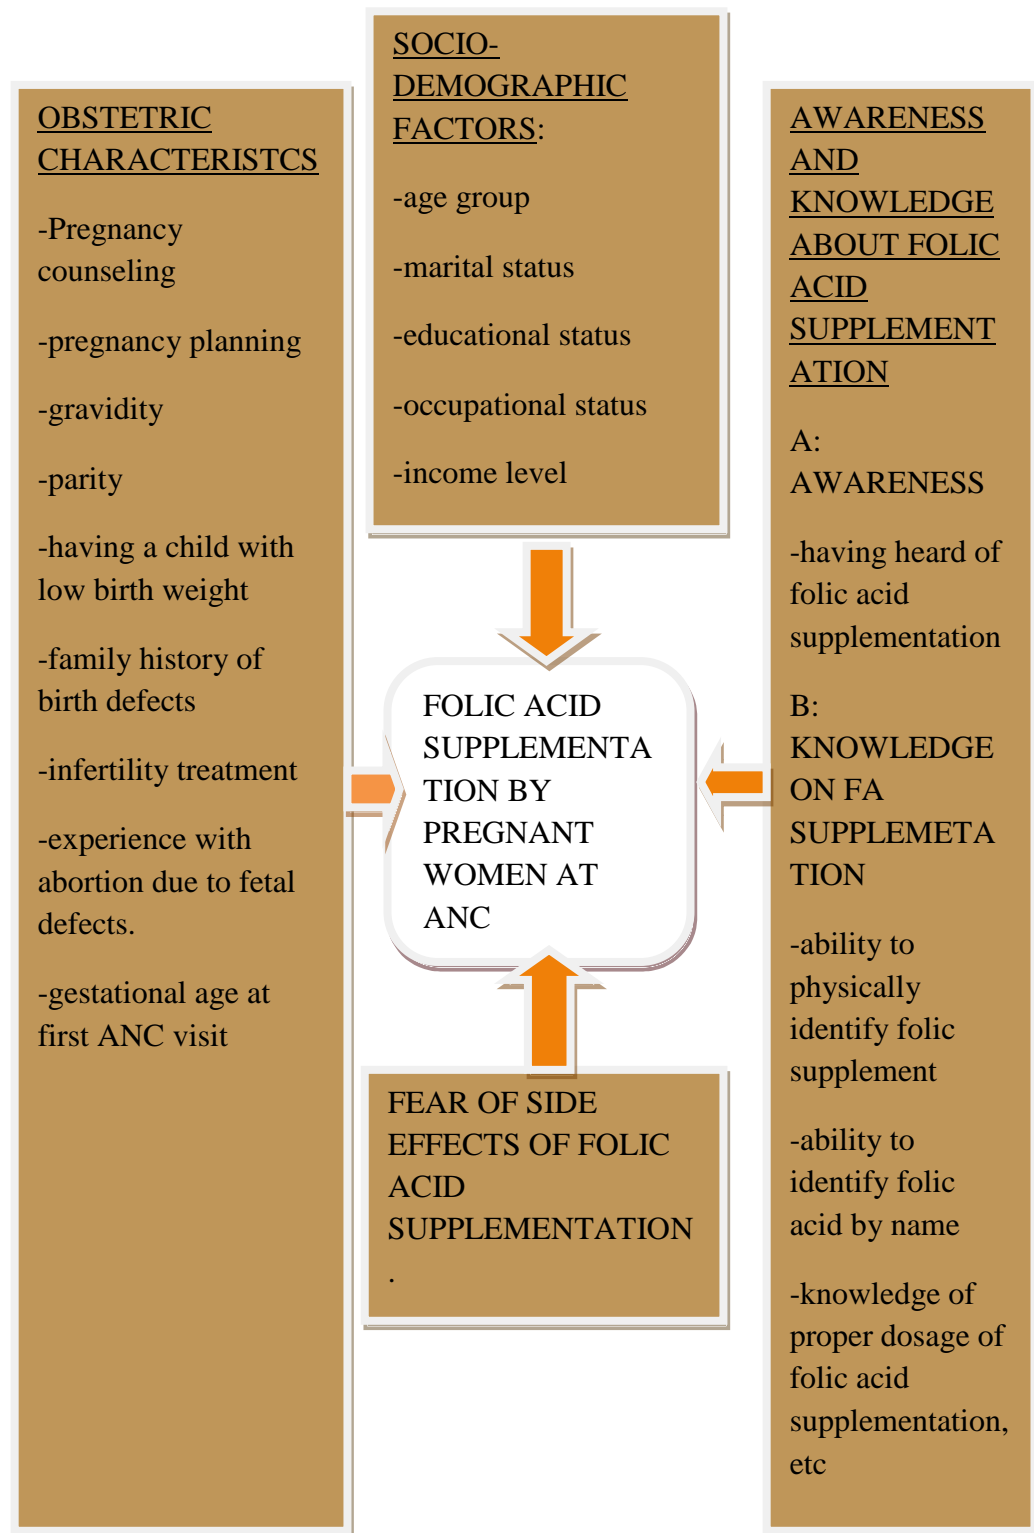 OBSTETRIC
CHARACTERISTCS
-Pregnancy
counseling
-pregnancy planning
-gravidity
-parity
-having a child with
low birth weight
-family history of
birth defects
-infertility treatment
-experience with
abortion due to fetal
defects.
-gestational age at
first ANC visit
SOCIO-
DEMOGRAPHIC
FACTORS:
-age group
-marital status
-educational status
-occupational status
-income level
FOLIC ACID
SUPPLEMENTA
TION BY
PREGNANT
WOMEN AT
ANC
FEAR OF SIDE
EFFECTS OF FOLIC
ACID
SUPPLEMENTATION
.
AWARENESS
AND
KNOWLEDGE
ABOUT FOLIC
ACID
SUPPLEMENT
ATION
A:
AWARENESS
-having heard of
folic acid
supplementation
B:
KNOWLEDGE
ON FA
SUPPLEMETA
TION
-ability to
physically
identify folic
supplement
-ability to
identify folic
acid by name
-knowledge of
proper dosage of
folic acid
supplementation,
etc